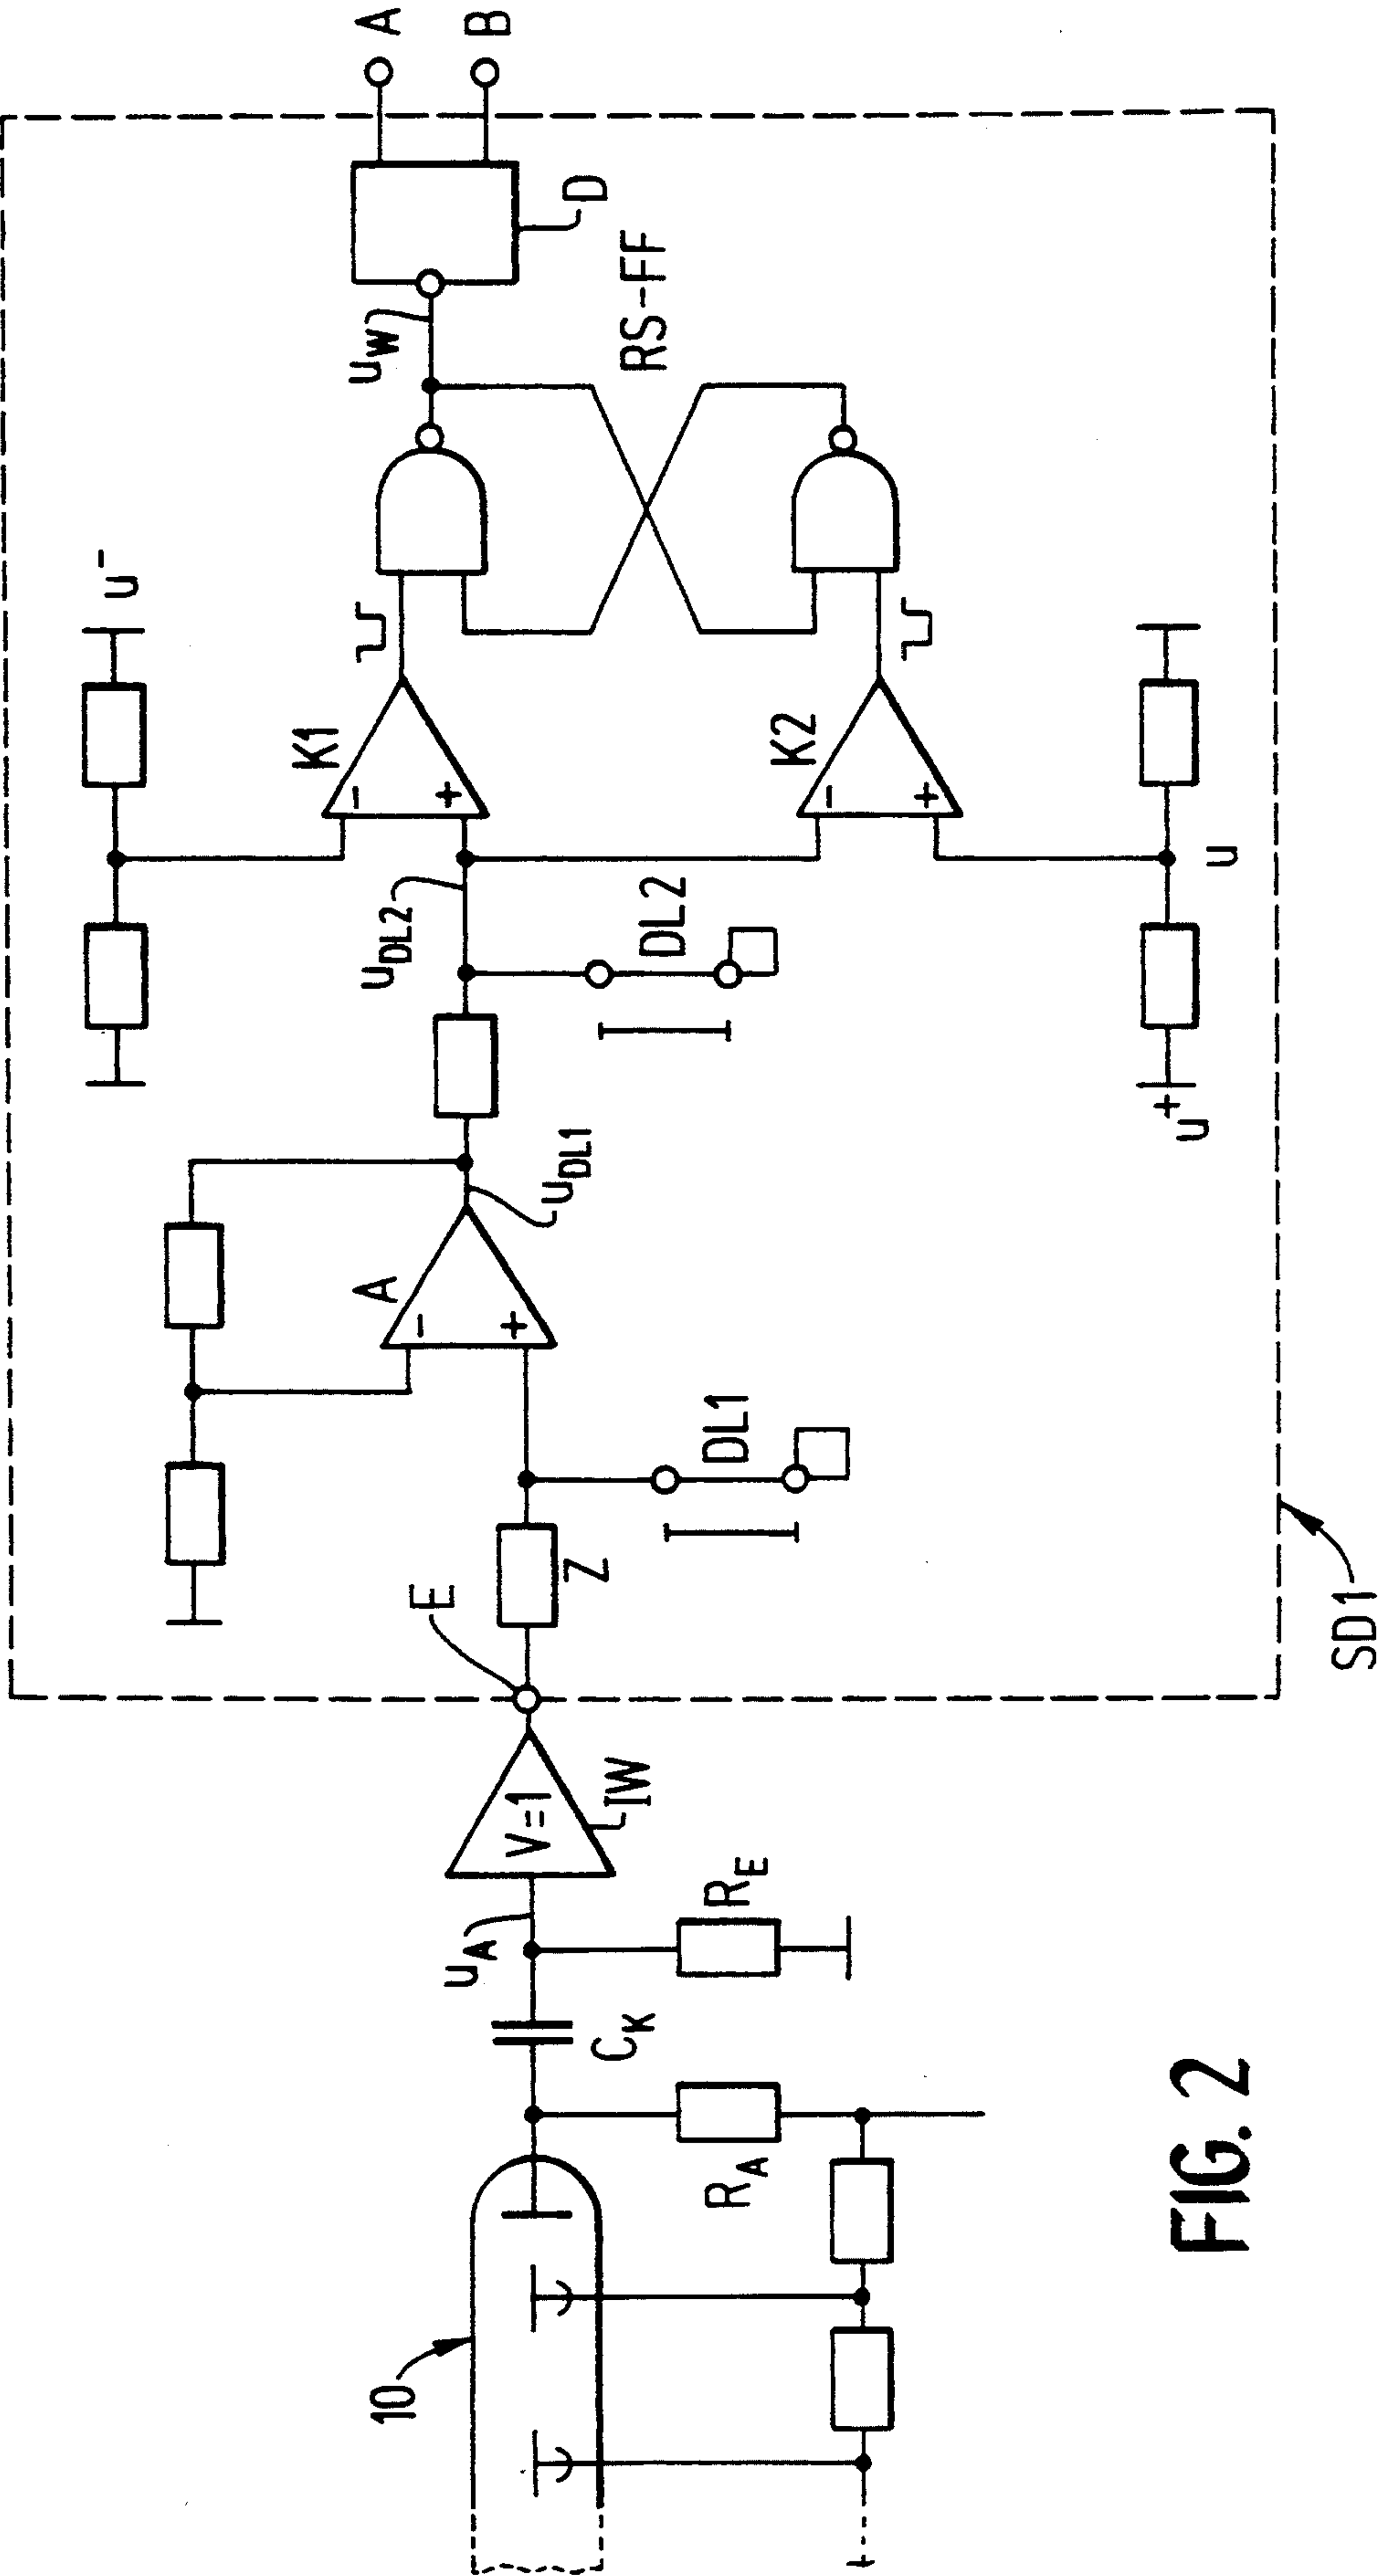 10
R_A
C_K
u_A
R_E
V=1
IW
E
Z
DL1
A
-
+
u_DL1
u_DL2
DL2
K1
-
+
u^-
K2
-
+
u
u^+
RS-FF
u_W
D
A
B
SD1
FIG. 2